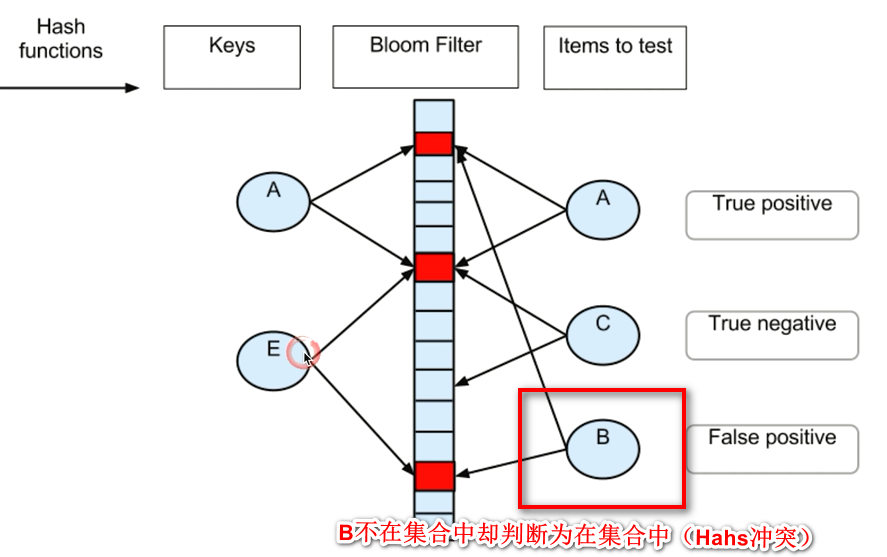 Hash
functions
Keys
Bloom Filter
Items to test
A
A
True positive
E
C
True negative
B
False positive
B不在集合中却判断为在集合中（Hahs冲突）